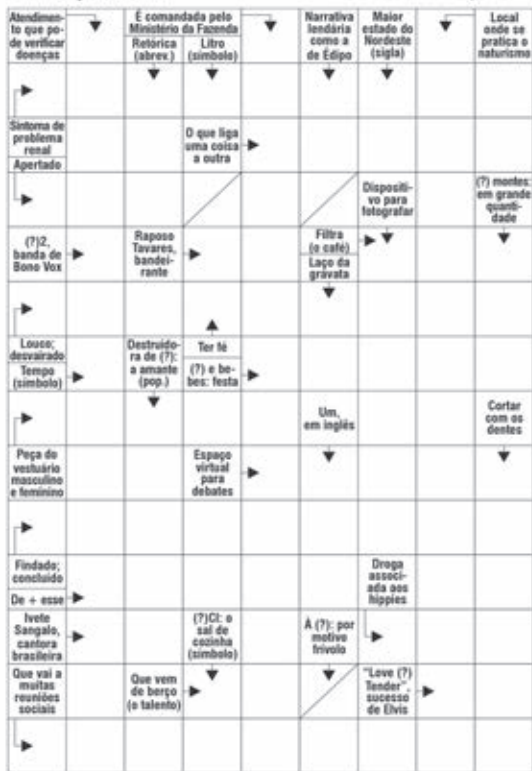 Atendimen-
to que po-
de verificar
doenças
É comandada pelo
Ministério da Fazenda
Retórica
(abrev.)
Litro
(símbolo)
Narrativa
lendária
como a
de Édipo
Maior
estado do
Nordeste
(sigla)
Local
onde se
pratica o
naturismo
Sintoma de
problema
renal
Apertado
O que liga
uma coisa
a outra
Dispositi-
vo para
fotografar
(?) montes:
em grande
quanti-
dade
(?)2,
banda de
Bono Vox
Raposo
Tavares,
bandei-
rante
Filtra
(o café)
Laço da
gravata
Louco;
desvairado
Tempo
(símbolo)
Destruido-
ra de (?):
a amante
(pop.)
Ter fé
(?) e be-
bes: festa
Um,
em inglês
Cortar
com os
dentes
Peça do
vestuário
masculino
e feminino
Espaço
virtual
para
debates
Findado;
concluído
De + esse
Droga
associ-
ada aos
hippies
Ivete
Sangalo,
cantora
brasileira
(?)Cl: o
sal de
cozinha
(símbolo)
À (?): por
motivo
frívolo
Que vai a
muitas
reuniões
sociais
Que vem
de berço
(o talento)
"Love (?)
Tender",
sucesso
de Elvis